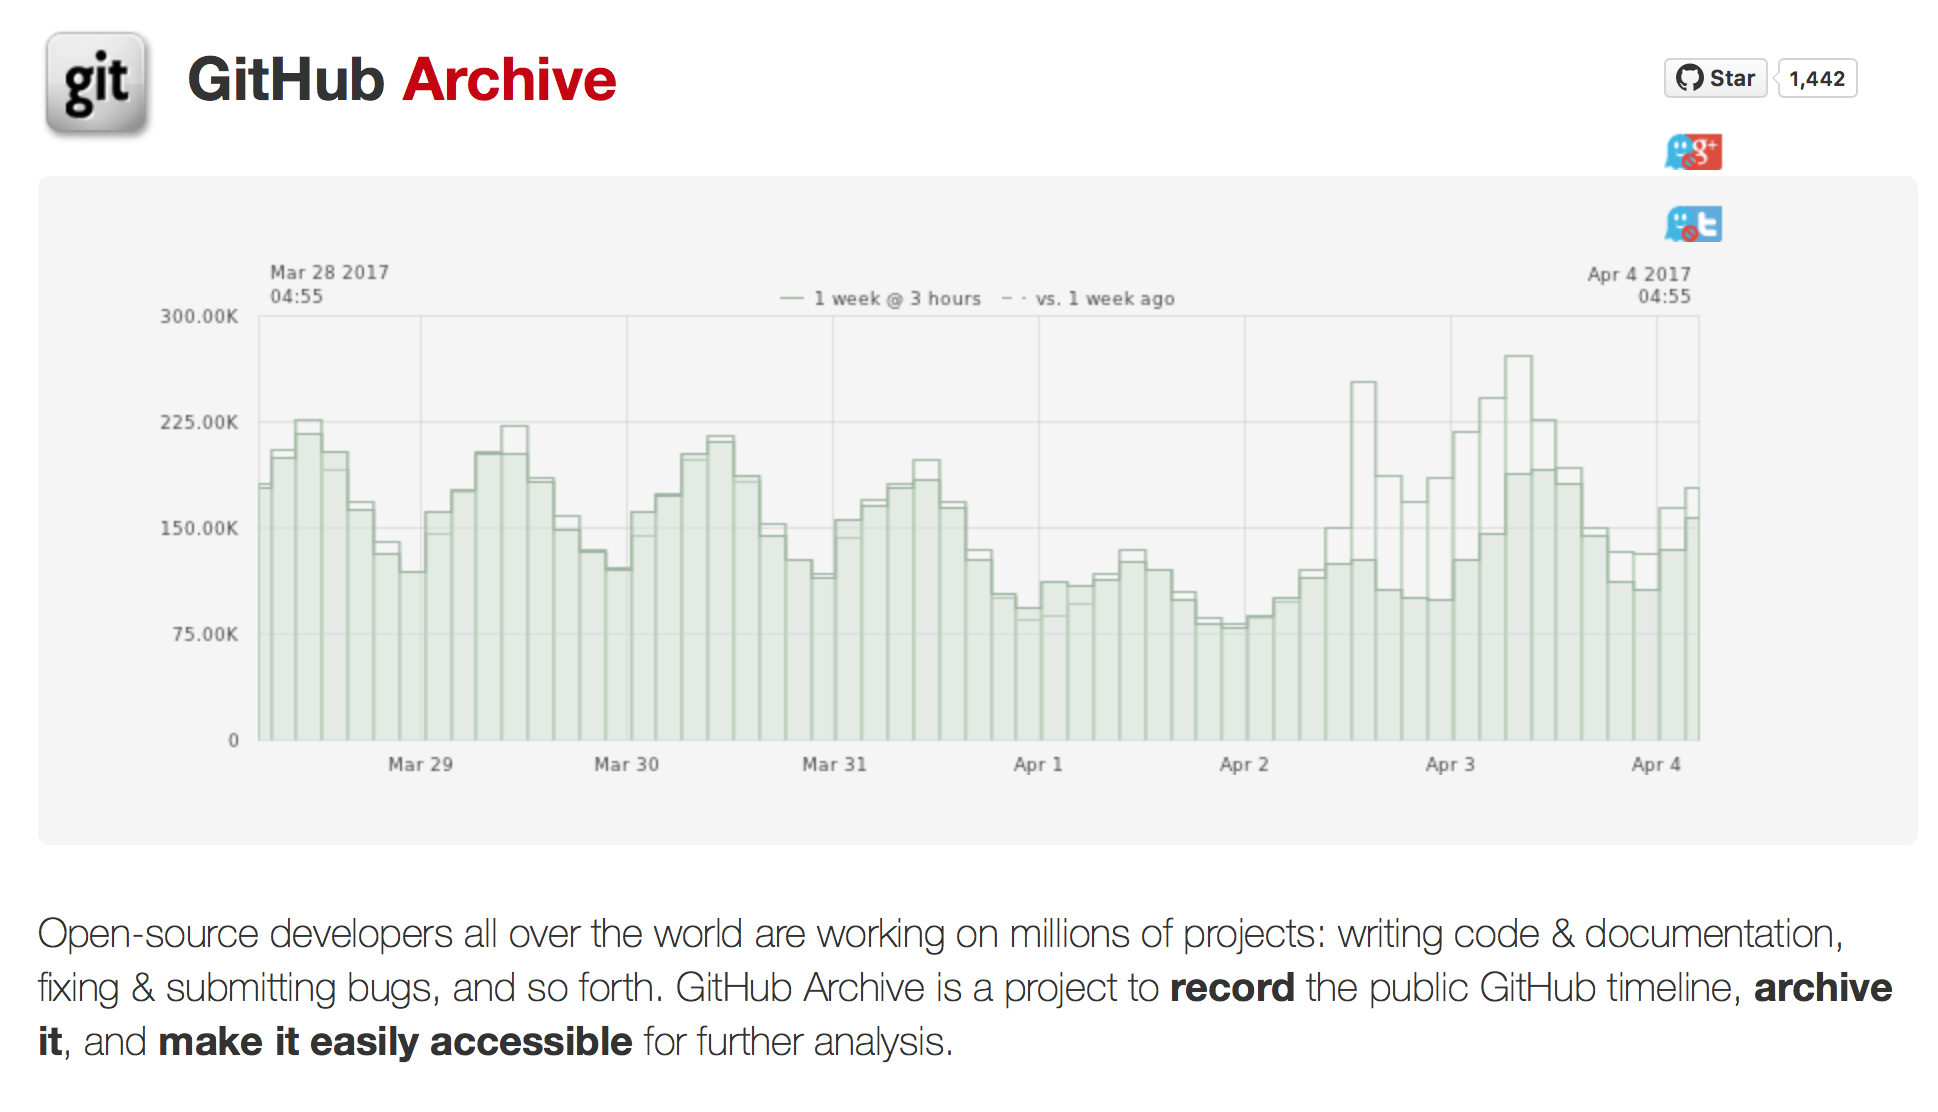 git
GitHub Archive
Star
1,442
g+
t
Mar 28 2017
04:55
1 week @ 3 hours
vs. 1 week ago
Apr 4 2017
04:55
300.00K
225.00K
150.00K
75.00K
0
Mar 29
Mar 30
Mar 31
Apr 1
Apr 2
Apr 3
Apr 4
Open-source developers all over the world are working on millions of projects: writing code & documentation,
fixing & submitting bugs, and so forth. GitHub Archive is a project to record the public GitHub timeline, archive
it, and make it easily accessible for further analysis.